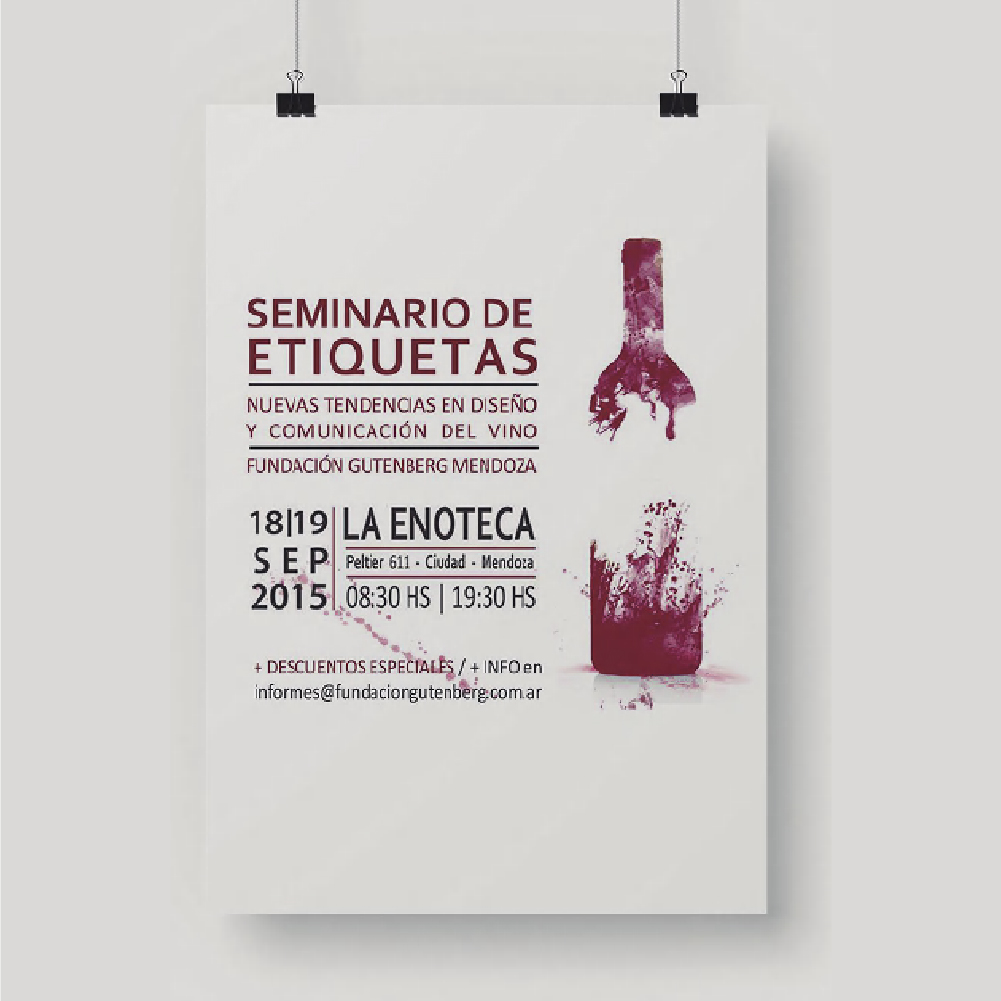 SEMINARIO DE
ETIQUETAS
NUEVAS TENDENCIAS EN DISEÑO
Y COMUNICACIÓN DEL VINO
FUNDACIÓN GUTENBERG MENDOZA
18|19
SEP
2015
LA ENOTECA
Peltier 611 - Ciudad - Mendoza
08:30 HS | 19:30 HS
+ DESCUENTOS ESPECIALES / + INFO en
informes@fundaciongutenberg.com.ar